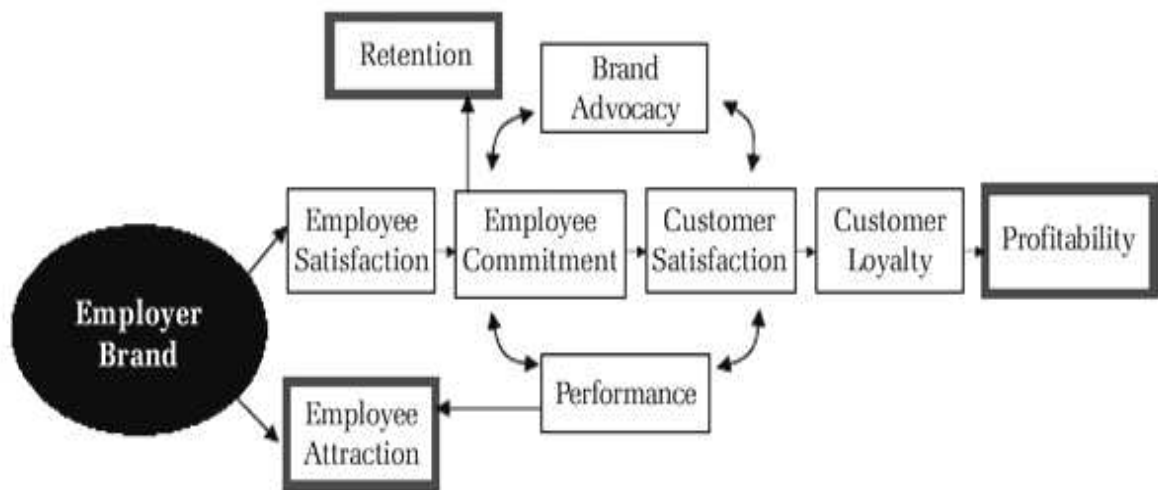 Retention
Brand
Advocacy
Employee
Satisfaction
Employee
Commitment
Customer
Satisfaction
Customer
Loyalty
Profitability
Employer
Brand
Employee
Attraction
Performance